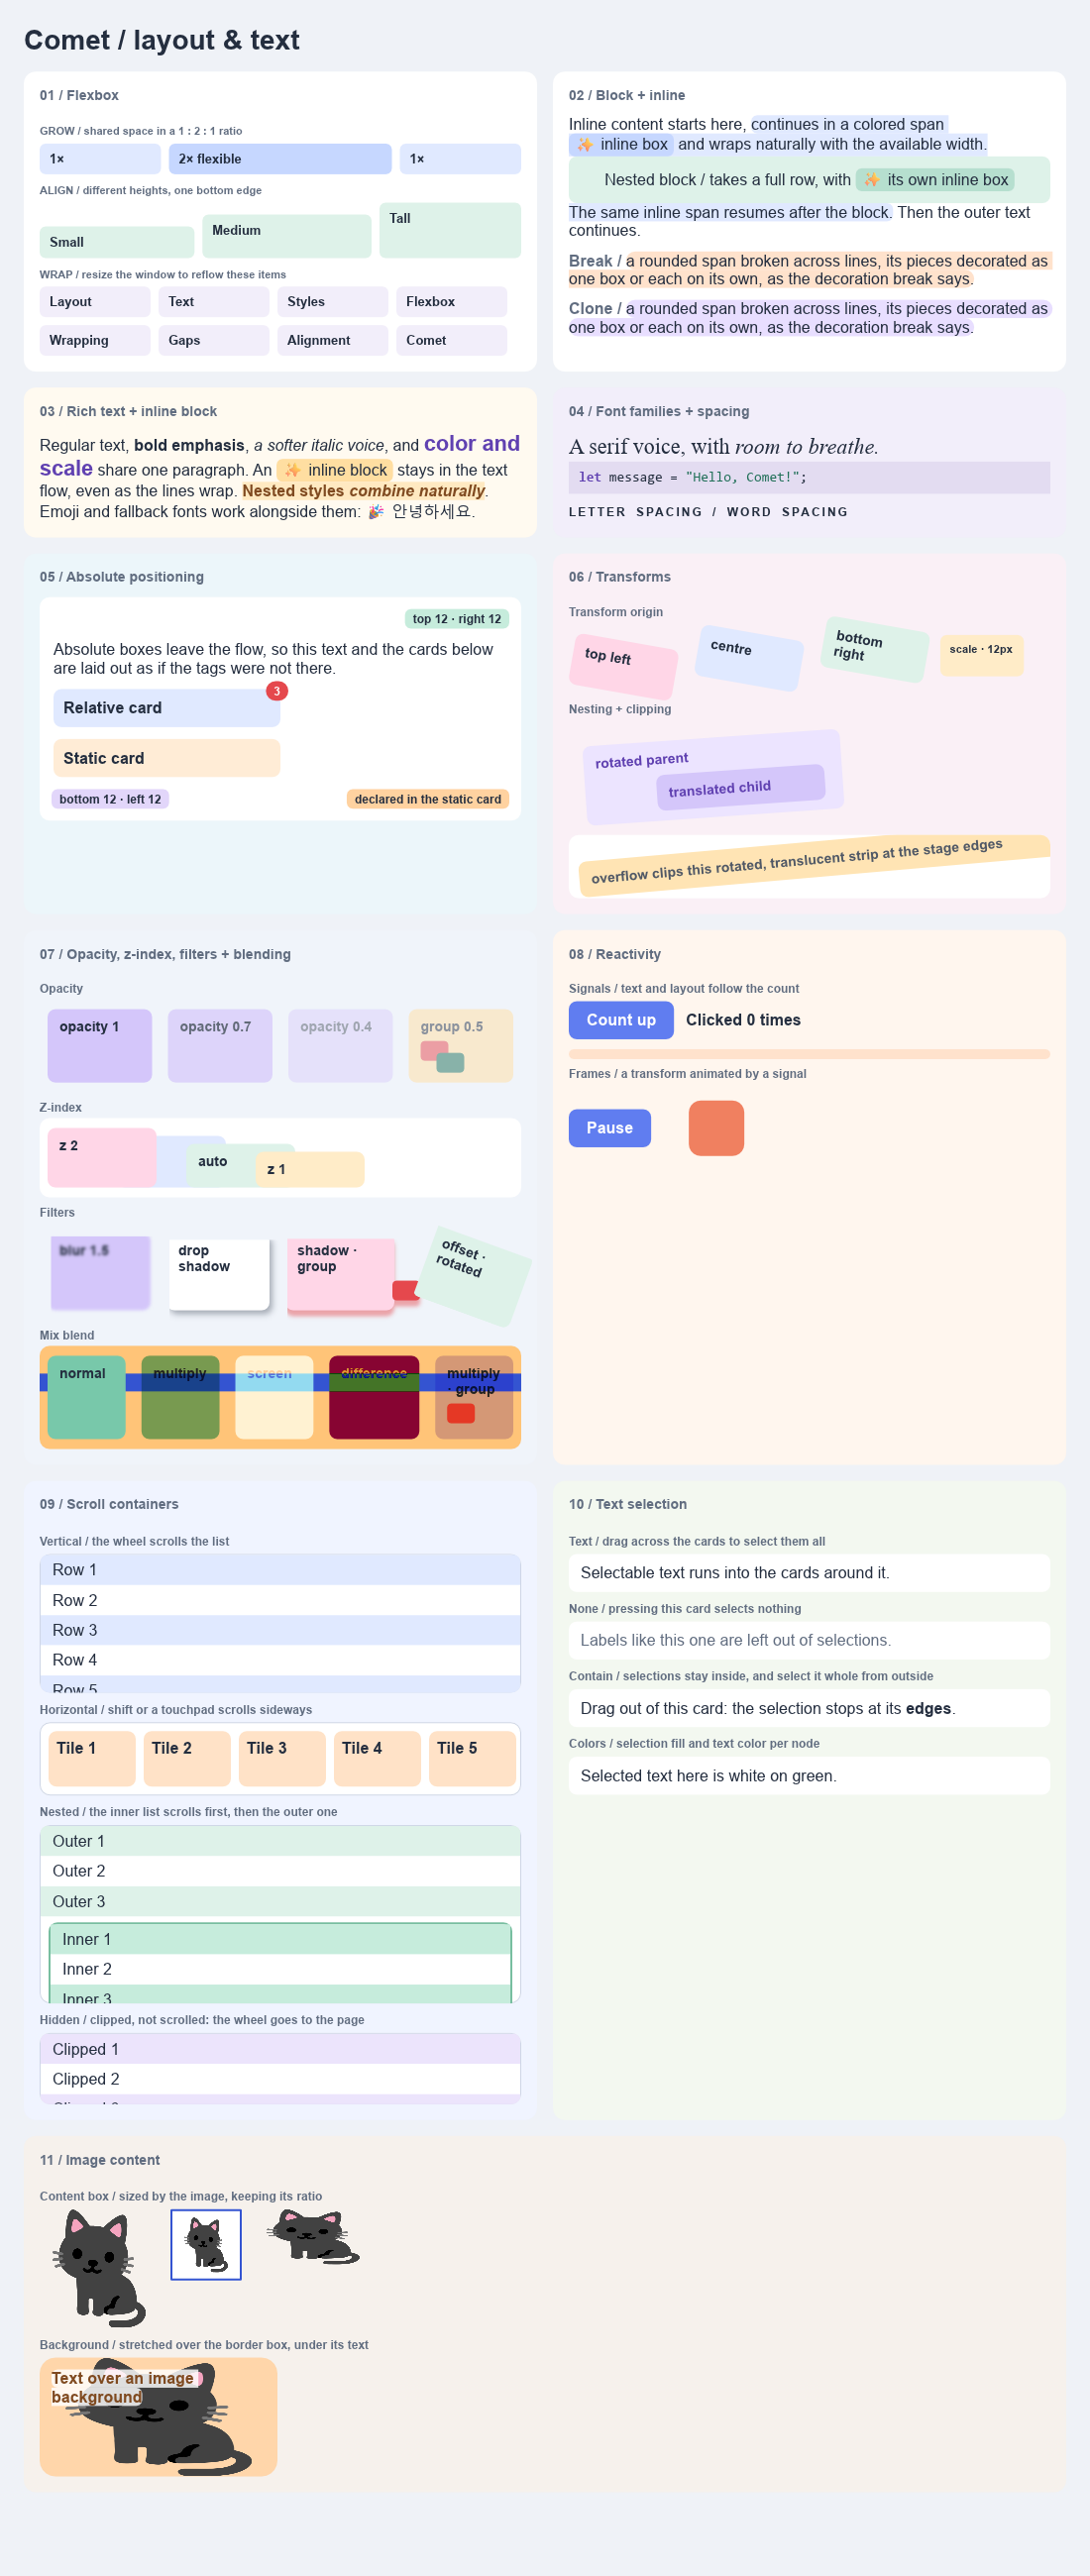 Comet / layout & text
01 / Flexbox
GROW / shared space in a 1 : 2 : 1 ratio
1×
2× flexible
1×
ALIGN / different heights, one bottom edge
Small
Medium
Tall
WRAP / resize the window to reflow these items
Layout
Text
Styles
Flexbox
Wrapping
Gaps
Alignment
Comet
02 / Block + inline
Inline content starts here, continues in a colored span
✨ inline box and wraps naturally with the available width.
Nested block / takes a full row, with ✨ its own inline box
The same inline span resumes after the block. Then the outer text
continues.
Break / a rounded span broken across lines, its pieces decorated as
one box or each on its own, as the decoration break says.
Clone / a rounded span broken across lines, its pieces decorated as
one box or each on its own, as the decoration break says.
03 / Rich text + inline block
Regular text, bold emphasis, a softer italic voice, and color and
scale share one paragraph. An ✨ inline block stays in the text
flow, even as the lines wrap. Nested styles combine naturally.
Emoji and fallback fonts work alongside them: 🎉 안녕하세요.
04 / Font families + spacing
A serif voice, with room to breathe.
let message = "Hello, Comet!";
LETTER SPACING / WORD SPACING
05 / Absolute positioning
top 12 · right 12
Absolute boxes leave the flow, so this text and the cards below
are laid out as if the tags were not there.
3
Relative card
Static card
bottom 12 · left 12
declared in the static card
06 / Transforms
Transform origin
top left
centre
bottom
right
scale · 12px
Nesting + clipping
rotated parent
translated child
overflow clips this rotated, translucent strip at the stage edges
07 / Opacity, z-index, filters + blending
Opacity
opacity 1
opacity 0.7
opacity 0.4
group 0.5
Z-index
z 2
auto
z 1
Filters
blur 1.5
drop
shadow
shadow ·
group
offset ·
rotated
Mix blend
normal
multiply
screen
difference
multiply
· group
08 / Reactivity
Signals / text and layout follow the count
Count up
Clicked 0 times
Frames / a transform animated by a signal
Pause
09 / Scroll containers
Vertical / the wheel scrolls the list
Row 1
Row 2
Row 3
Row 4
Row 5
Horizontal / shift or a touchpad scrolls sideways
Tile 1
Tile 2
Tile 3
Tile 4
Tile 5
Nested / the inner list scrolls first, then the outer one
Outer 1
Outer 2
Outer 3
Inner 1
Inner 2
Inner 3
Hidden / clipped, not scrolled: the wheel goes to the page
Clipped 1
Clipped 2
10 / Text selection
Text / drag across the cards to select them all
Selectable text runs into the cards around it.
None / pressing this card selects nothing
Labels like this one are left out of selections.
Contain / selections stay inside, and select it whole from outside
Drag out of this card: the selection stops at its edges.
Colors / selection fill and text color per node
Selected text here is white on green.
11 / Image content
Content box / sized by the image, keeping its ratio
Background / stretched over the border box, under its text
Text over an image
background